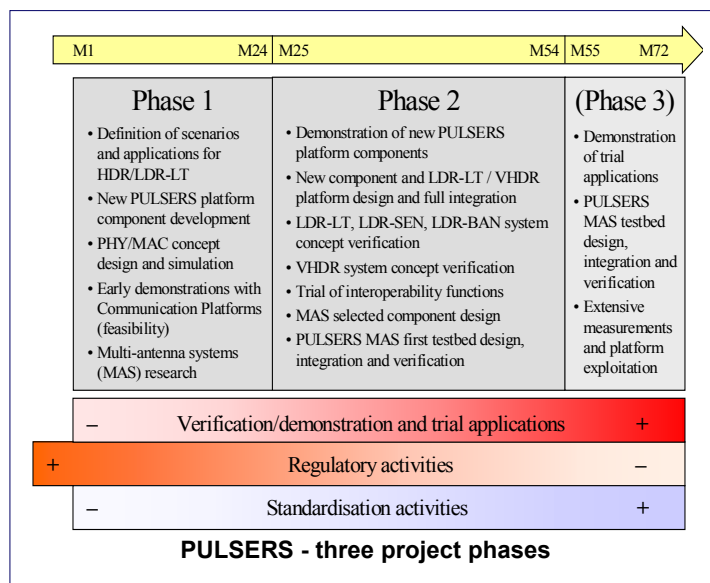 M1 M24 M25 M54 M55 M72
Phase 1
• Definition of scenarios
and applications for
HDR/LDR-LT
• New PULSERS platform
component development
• PHY/MAC concept
design and simulation
• Early demonstrations with
Communication Platforms
(feasibility)
• Multi-antenna systems
(MAS) research
Phase 2
• Demonstration of new PULSERS
platform components
• New component and LDR-LT / VHDR
platform design and full integration
• LDR-LT, LDR-SEN, LDR-BAN system
concept verification
• VHDR system concept verification
• Trial of interoperability functions
• MAS selected component design
• PULSERS MAS first testbed design,
integration and verification
(Phase 3)
• Demonstration
of trial
applications
• PULSERS
MAS testbed
design,
integration and
verification
• Extensive
measurements
and platform
exploitation
– Verification/demonstration and trial applications +
+ Regulatory activities –
– Standardisation activities +
PULSERS - three project phases